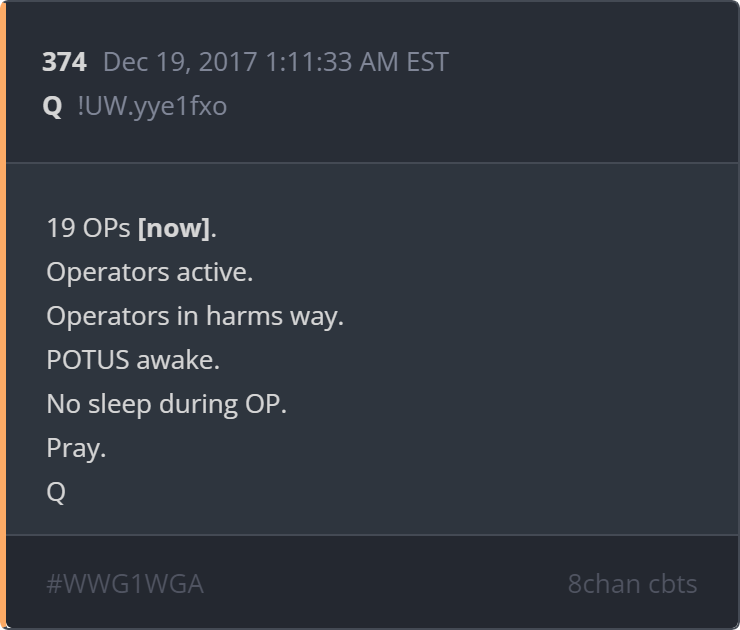 374 Dec 19, 2017 1:11:33 AM EST
Q !UW.yye1fxo
19 OPs [now].
Operators active.
Operators in harms way.
POTUS awake.
No sleep during OP.
Pray.
Q
#WWG1WGA 8chan cbts